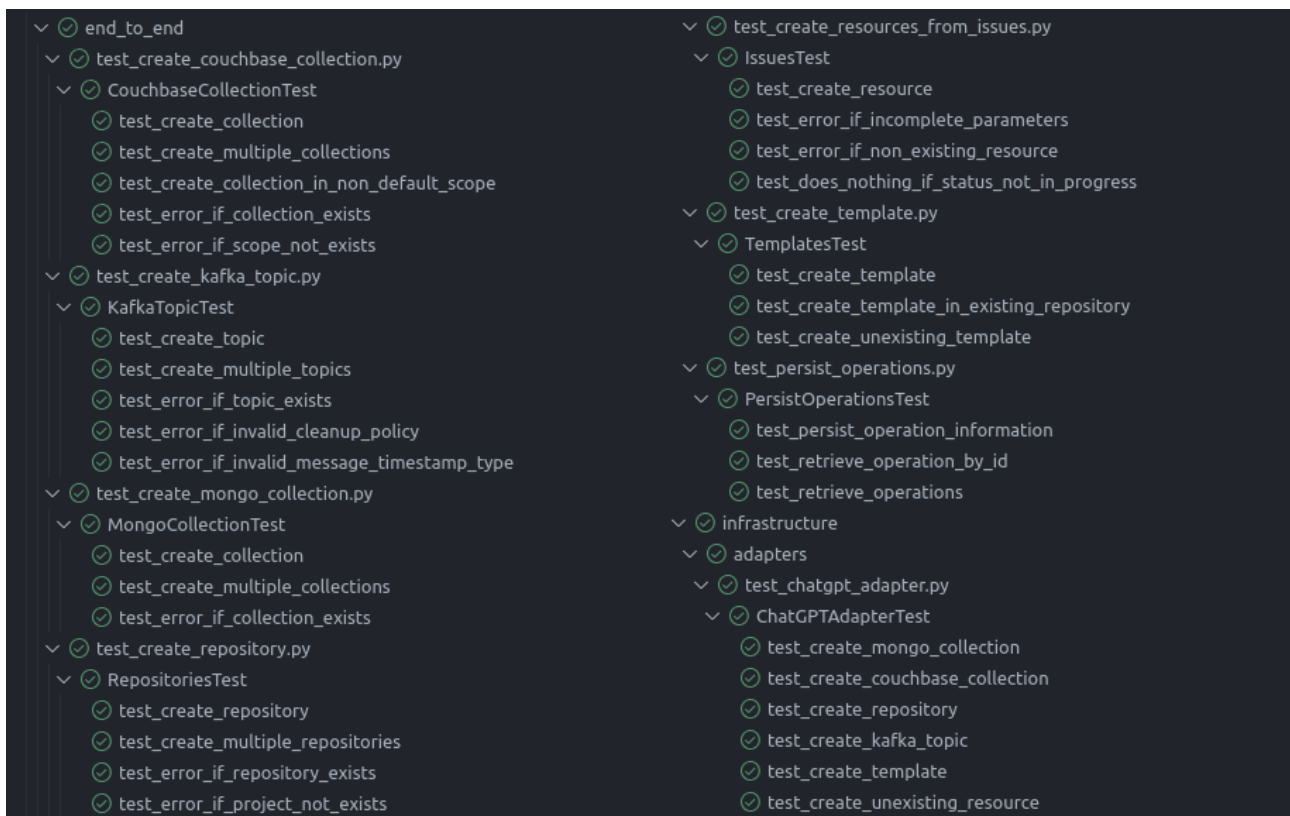 end_to_end
test_create_couchbase_collection.py
CouchbaseCollectionTest
test_create_collection
test_create_multiple_collections
test_create_collection_in_non_default_scope
test_error_if_collection_exists
test_error_if_scope_not_exists
test_create_kafka_topic.py
KafkaTopicTest
test_create_topic
test_create_multiple_topics
test_error_if_topic_exists
test_error_if_invalid_cleanup_policy
test_error_if_invalid_message_timestamp_type
test_create_mongo_collection.py
MongoCollectionTest
test_create_collection
test_create_multiple_collections
test_error_if_collection_exists
test_create_repository.py
RepositoriesTest
test_create_repository
test_create_multiple_repositories
test_error_if_repository_exists
test_error_if_project_not_exists
test_create_resources_from_issues.py
IssuesTest
test_create_resource
test_error_if_incomplete_parameters
test_error_if_non_existing_resource
test_does_nothing_if_status_not_in_progress
test_create_template.py
TemplatesTest
test_create_template
test_create_template_in_existing_repository
test_create_unexisting_template
test_persist_operations.py
PersistOperationsTest
test_persist_operation_information
test_retrieve_operation_by_id
test_retrieve_operations
infrastructure
adapters
test_chatgpt_adapter.py
ChatGPTAdapterTest
test_create_mongo_collection
test_create_couchbase_collection
test_create_repository
test_create_kafka_topic
test_create_template
test_create_unexisting_resource